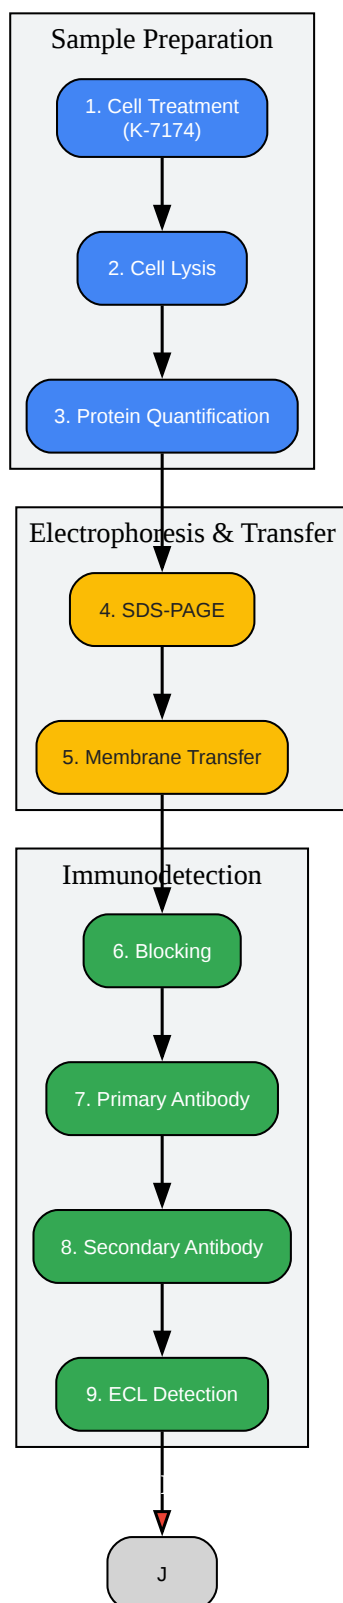 Sample Preparation
1. Cell Treatment
(K-7174)
2. Cell Lysis
3. Protein Quantification
Electrophoresis & Transfer
4. SDS-PAGE
5. Membrane Transfer
Immunodetection
6. Blocking
7. Primary Antibody
8. Secondary Antibody
9. ECL Detection
J